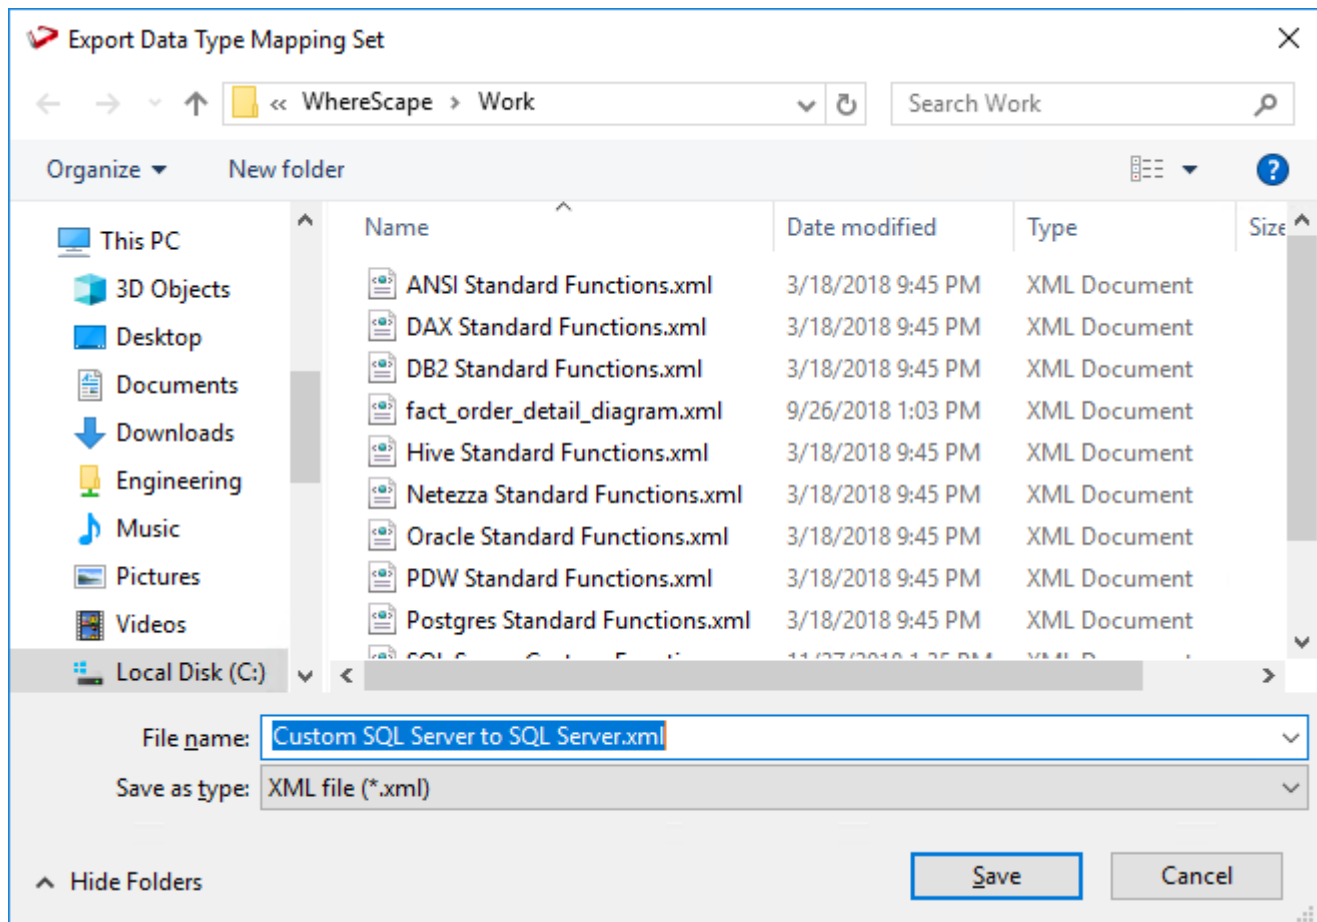 Export Data Type Mapping Set
« WhereScape > Work
Search Work
Organize
New folder
Name Date modified Type Size
This PC
3D Objects
Desktop
Documents
Downloads
Engineering
Music
Pictures
Videos
Local Disk (C:)
ANSI Standard Functions.xml 3/18/2018 9:45 PM XML Document
DAX Standard Functions.xml 3/18/2018 9:45 PM XML Document
DB2 Standard Functions.xml 3/18/2018 9:45 PM XML Document
fact_order_detail_diagram.xml 9/26/2018 1:03 PM XML Document
Hive Standard Functions.xml 3/18/2018 9:45 PM XML Document
Netezza Standard Functions.xml 3/18/2018 9:45 PM XML Document
Oracle Standard Functions.xml 3/18/2018 9:45 PM XML Document
PDW Standard Functions.xml 3/18/2018 9:45 PM XML Document
Postgres Standard Functions.xml 3/18/2018 9:45 PM XML Document
File name: Custom SQL Server to SQL Server.xml
Save as type: XML file (*.xml)
Hide Folders
Save
Cancel